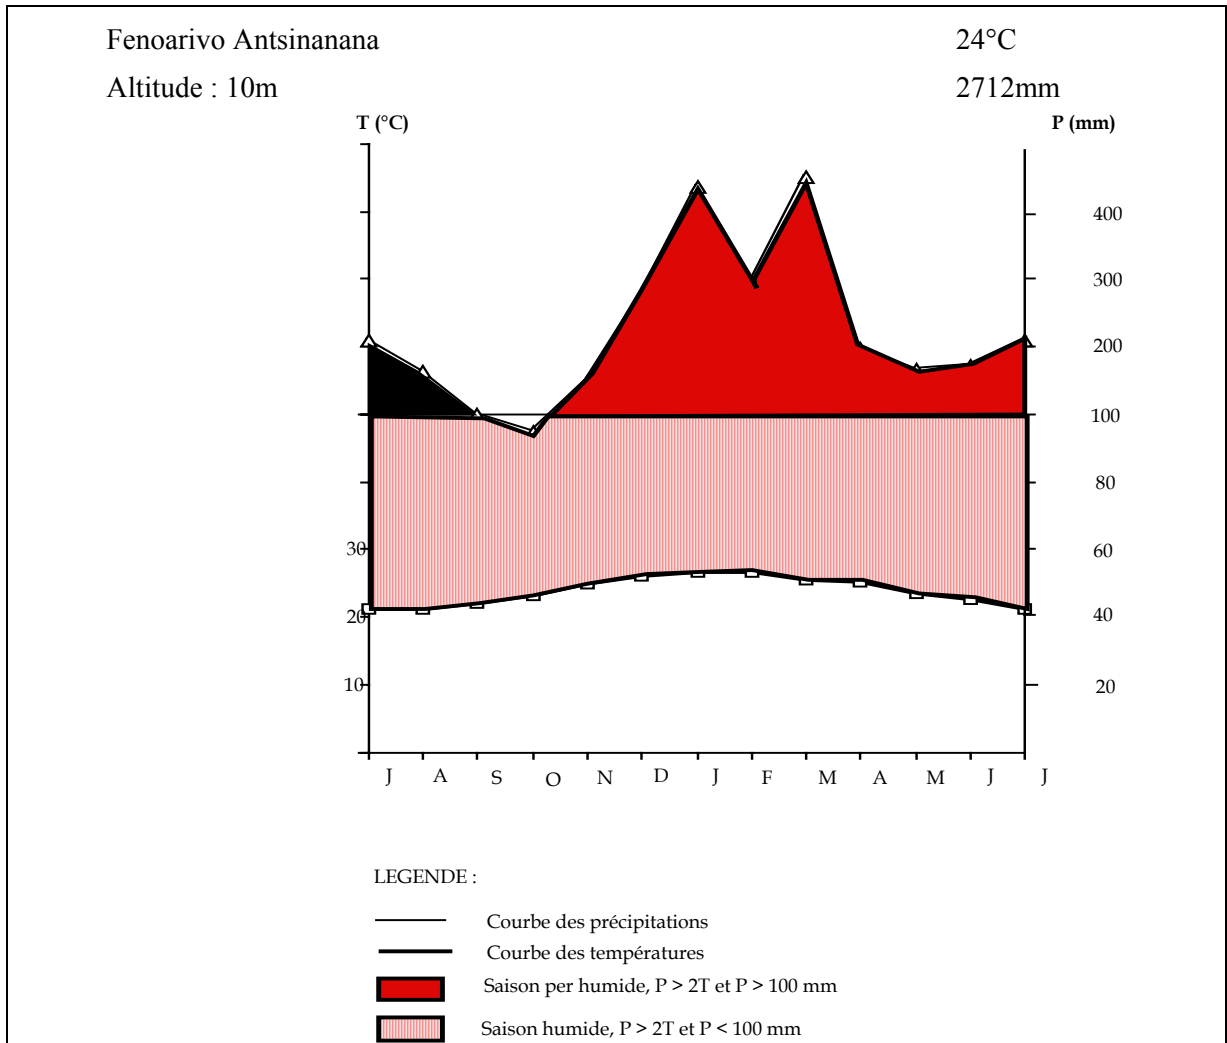 Fenoarivo Antsinanana 24°C
Altitude : 10m 2712mm
T (°C) P (mm)
400
300
200
100
80
30 60
20 40
10 20
J A S O N D J F M A M J J
LEGENDE :
Courbe des précipitations
Courbe des températures
Saison per humide, P > 2T et P > 100 mm
Saison humide, P > 2T et P < 100 mm